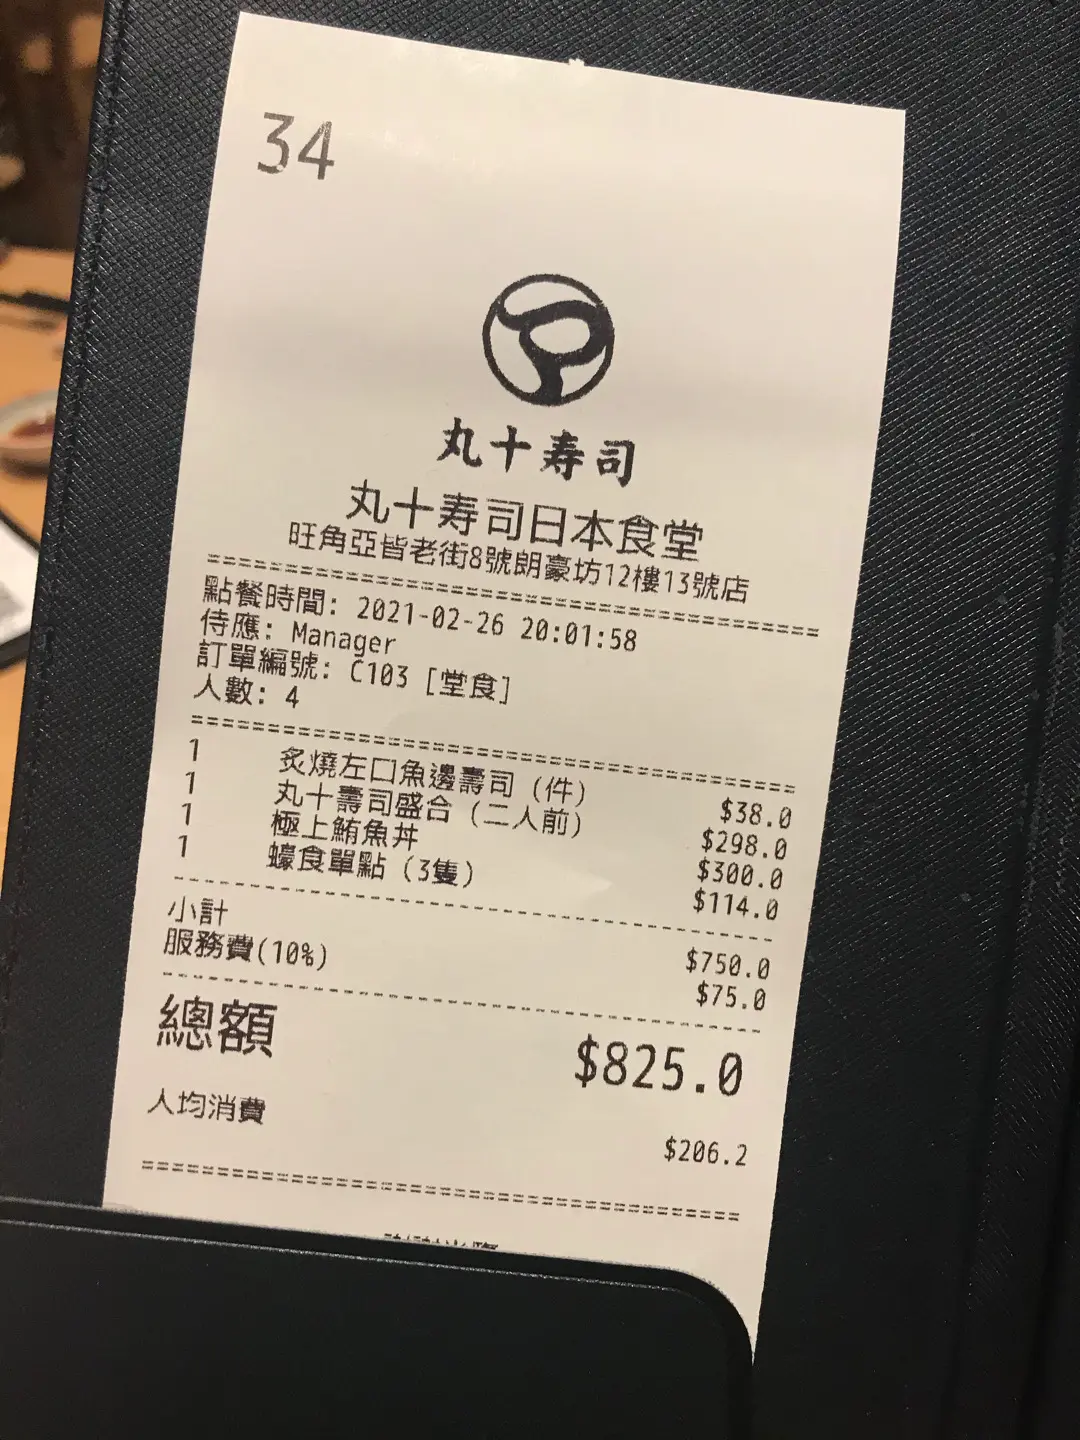 34
丸十寿司
丸十寿司日本食堂
旺角亞皆老街8號朗豪坊12樓13號店
點餐時間: 2021-02-26 20:01:58
侍應: Manager
訂單編號: C103 [堂食]
人數: 4
1 炙燒左口魚邊壽司 (件) $38.0
1 丸十壽司盛合 (二人前) $298.0
1 極上鮪魚丼 $300.0
1 蠔食單點 (3隻) $114.0
小計 $750.0
服務費(10%) $75.0
總額 $825.0
人均消費 $206.2